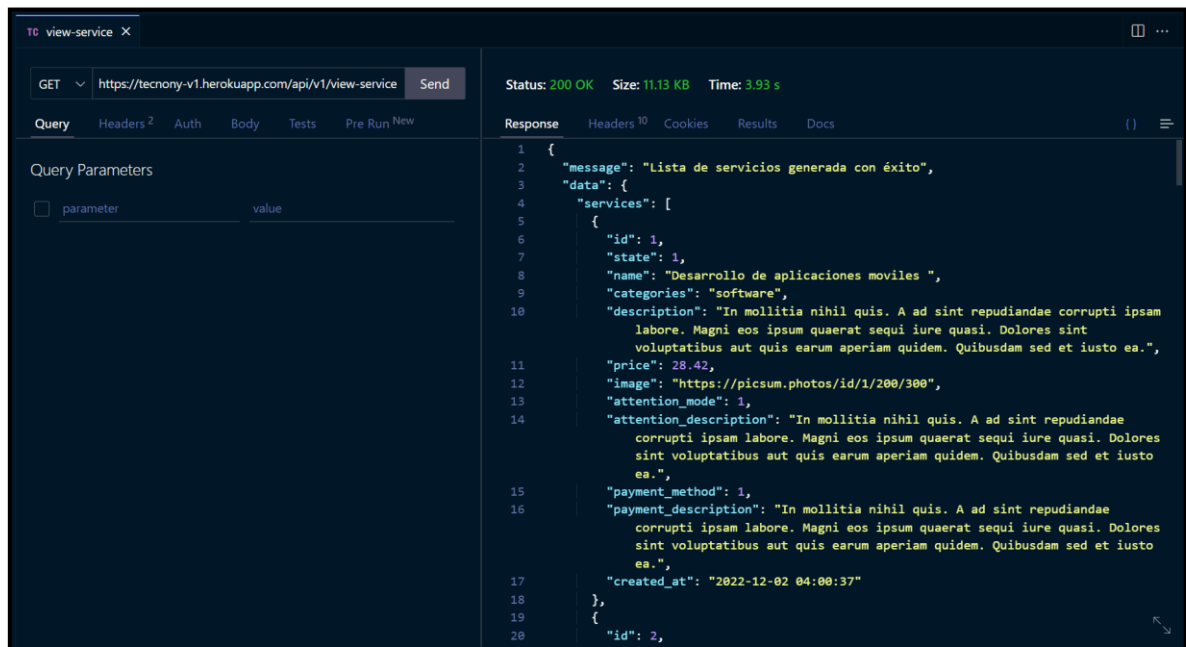 TC view-service ×
GET https://tecnony-v1.herokuapp.com/api/v1/view-service Send
Query Headers 2 Auth Body Tests Pre Run New
Query Parameters
parameter value
Status: 200 OK Size: 11.13 KB Time: 3.93 s
Response Headers 10 Cookies Results Docs { }
1 {
2 "message": "Lista de servicios generada con éxito",
3 "data": {
4 "services": [
5 {
6 "id": 1,
7 "state": 1,
8 "name": "Desarrollo de aplicaciones moviles ",
9 "categories": "software",
10 "description": "In mollitia nihil quis. A ad sint repudiandae corrupti ipsam
labore. Magni eos ipsum quaerat sequi iure quasi. Dolores sint
voluptatibus aut quis earum aperiam quidem. Quibusdam sed et iusto ea.",
11 "price": 28.42,
12 "image": "https://picsum.photos/id/1/200/300",
13 "attention_mode": 1,
14 "attention_description": "In mollitia nihil quis. A ad sint repudiandae
corrupti ipsam labore. Magni eos ipsum quaerat sequi iure quasi. Dolores
sint voluptatibus aut quis earum aperiam quidem. Quibusdam sed et iusto
ea.",
15 "payment_method": 1,
16 "payment_description": "In mollitia nihil quis. A ad sint repudiandae
corrupti ipsam labore. Magni eos ipsum quaerat sequi iure quasi. Dolores
sint voluptatibus aut quis earum aperiam quidem. Quibusdam sed et iusto
ea.",
17 "created_at": "2022-12-02 04:00:37"
18 },
19 {
20 "id": 2,